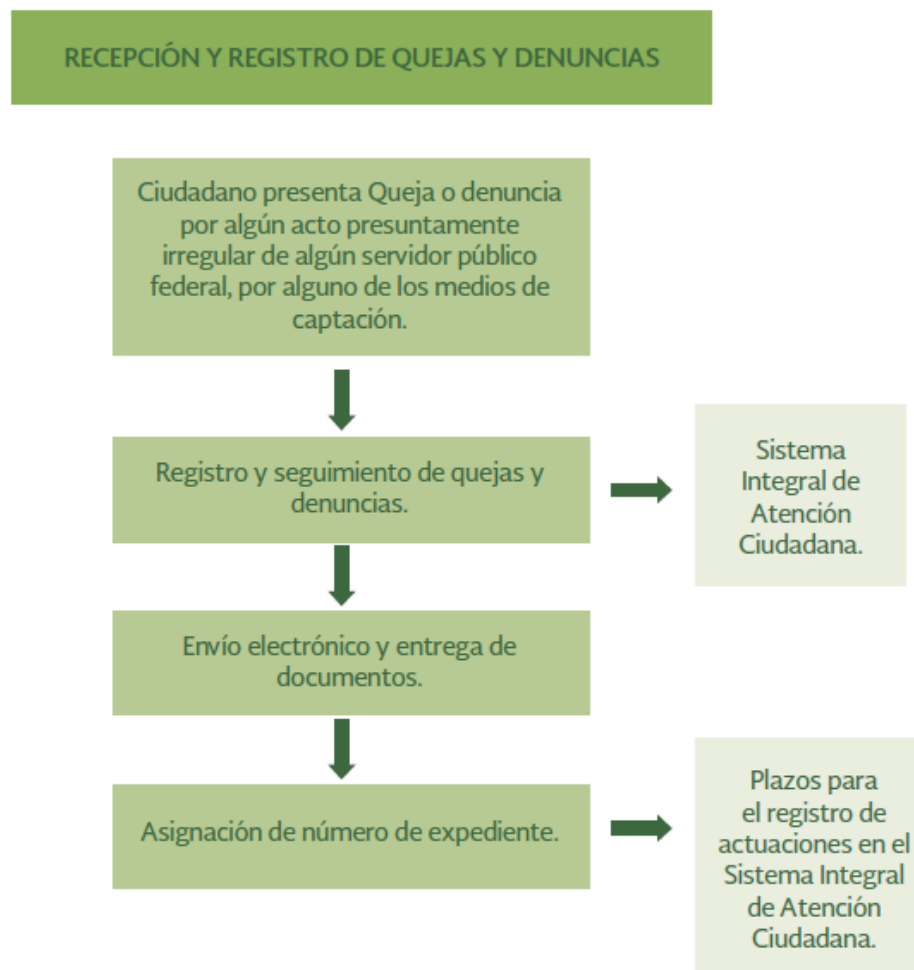 RECEPCIÓN Y REGISTRO DE QUEJAS Y DENUNCIAS
Ciudadano presenta Queja o denuncia
por algún acto presuntamente
irregular de algún servidor público
federal, por alguno de los medios de
captación.
Registro y seguimiento de quejas y
denuncias.
Sistema
Integral de
Atención
Ciudadana.
Envío electrónico y entrega de
documentos.
Asignación de número de expediente.
Plazos para
el registro de
actuaciones en el
Sistema Integral
de Atención
Ciudadana.